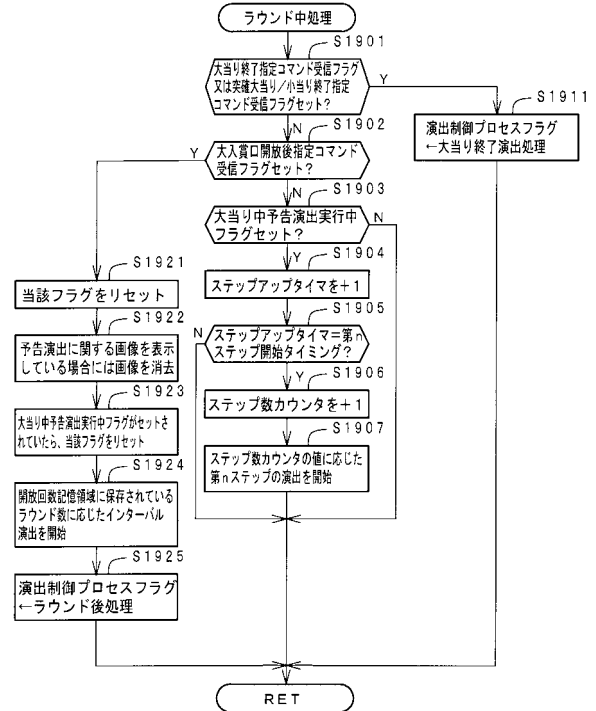 ラウンド中処理
S1901
大当り終了指定コマンド受信フラグ
又は突確大当り/小当り終了指定
コマンド受信フラグセット?
Y
N
S1911
演出制御プロセスフラグ
←大当り終了演出処理
S1902
大入賞口開放後指定コマンド
受信フラグセット?
Y
N
S1903
大当り中予告演出実行中
フラグセット?
N
Y
S1904
ステップアップタイマを+1
S1905
ステップアップタイマ=第n
ステップ開始タイミング?
N
Y
S1906
ステップ数カウンタを+1
S1907
ステップ数カウンタの値に応じた
第nステップの演出を開始
S1921
当該フラグをリセット
S1922
予告演出に関する画像を表示
している場合には画像を消去
S1923
大当り中予告演出実行中フラグがセットさ
れていたら、当該フラグをリセット
S1924
開放回数記憶領域に保存されている
ラウンド数に応じたインターバル
演出を開始
S1925
演出制御プロセスフラグ
←ラウンド後処理
RET